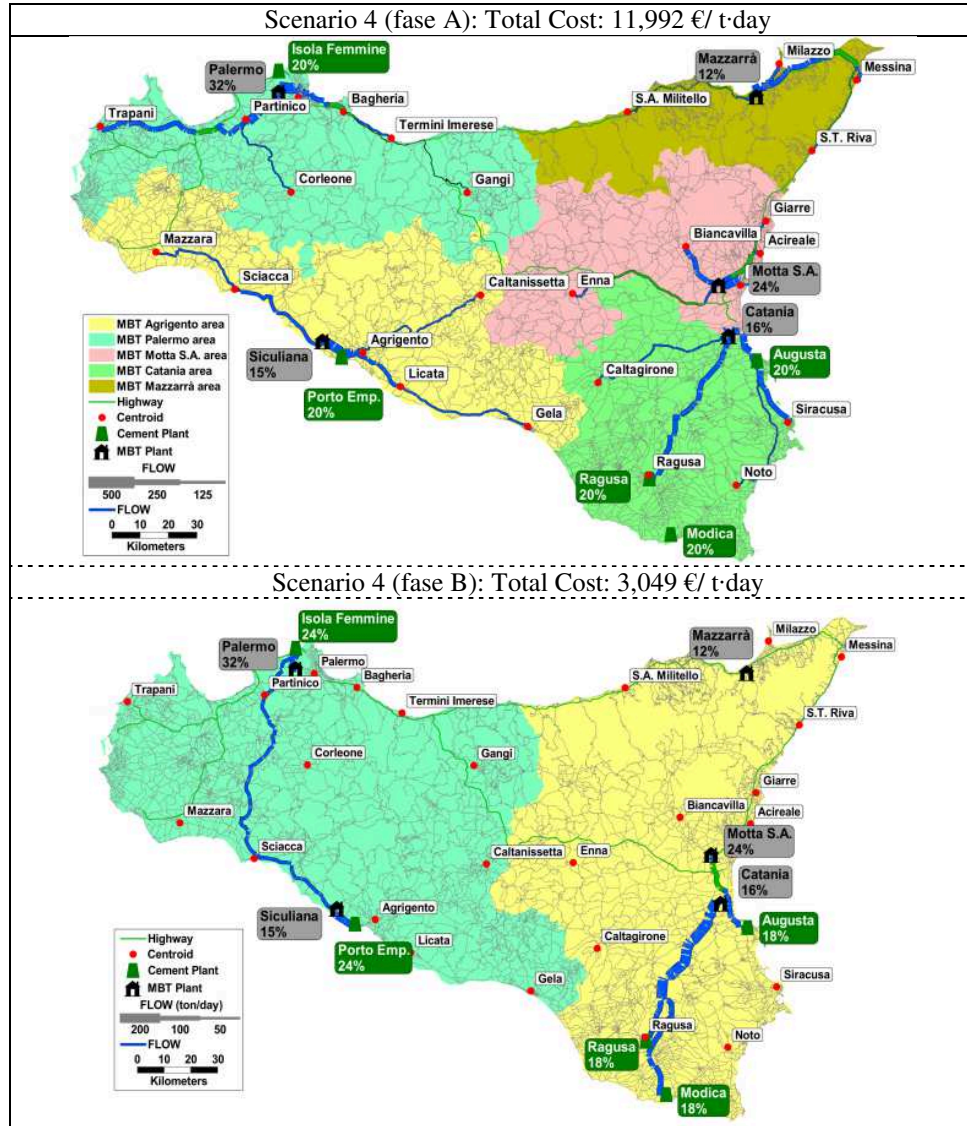 Scenario 4 (fase A): Total Cost: 11,992 €/ t·day
Isola Femmine
20%
Palermo
32%
Mazzarrà
12%
Milazzo
Messina
Trapani
Partinico
Bagheria
S.A. Militello
Termini Imerese
S.T. Riva
Corleone
Gangi
Giarre
Biancavilla
Acireale
Mazzara
Sciacca
Caltanissetta
Enna
Motta S.A.
24%
Catania
16%
MBT Agrigento area
MBT Palermo area
MBT Motta S.A. area
MBT Catania area
MBT Mazzarrà area
Highway
Centroid
Cement Plant
MBT Plant
FLOW
500 250 125
FLOW
0 10 20 30
Kilometers
Siculiana
15%
Agrigento
Porto Emp.
20%
Licata
Gela
Caltagirone
Augusta
20%
Siracusa
Ragusa
Ragusa
20%
Noto
Modica
20%
Scenario 4 (fase B): Total Cost: 3,049 €/ t·day
Isola Femmine
24%
Palermo
32%
Palermo
Mazzarrà
12%
Milazzo
Messina
Trapani
Partinico
Bagheria
S.A. Militello
Termini Imerese
S.T. Riva
Corleone
Gangi
Giarre
Biancavilla
Acireale
Mazzara
Motta S.A.
24%
Sciacca
Caltanissetta
Enna
Catania
16%
Siculiana
15%
Agrigento
Augusta
18%
Porto Emp.
24%
Licata
Caltagirone
Gela
Siracusa
Ragusa
Ragusa
18%
Noto
Modica
18%
Highway
Centroid
Cement Plant
MBT Plant
FLOW (ton/day)
200 100 50
FLOW
0 10 20 30
Kilometers